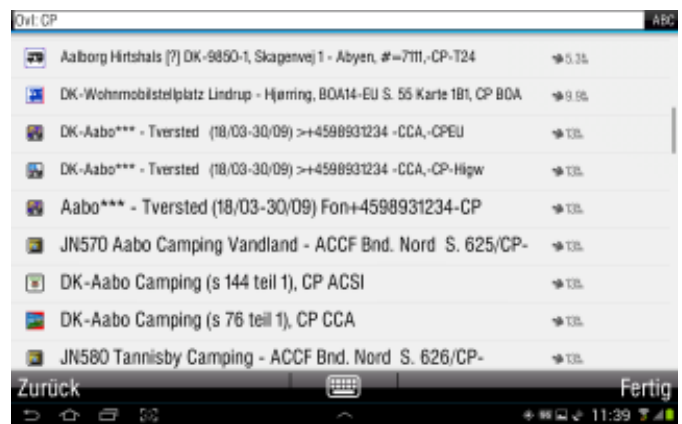 Ovl: CP
ABC
Aalborg Hirtshals [?] DK-9850-1, Skagenvej 1 - Abyen, #=7111,-CP-T24
DK-Wohnmobilstellplatz Lindrup - Hjørring, BOA14-EU S. 55 Karte 1B1, CP BOA
DK-Aabo*** - Tversted (18/03-30/09) >+4598931234 -CCA,-CPEU
DK-Aabo*** - Tversted (18/03-30/09) >+4598931234 -CCA,-CP-Higw
Aabo*** - Tversted (18/03-30/09) Fon+4598931234-CP
JN570 Aabo Camping Vandland - ACCF Bnd. Nord S. 625/CP-
DK-Aabo Camping (s 144 teil 1), CP ACSI
DK-Aabo Camping (s 76 teil 1), CP CCA
JN580 Tannisby Camping - ACCF Bnd. Nord S. 626/CP-
Zurück
Fertig
11:39